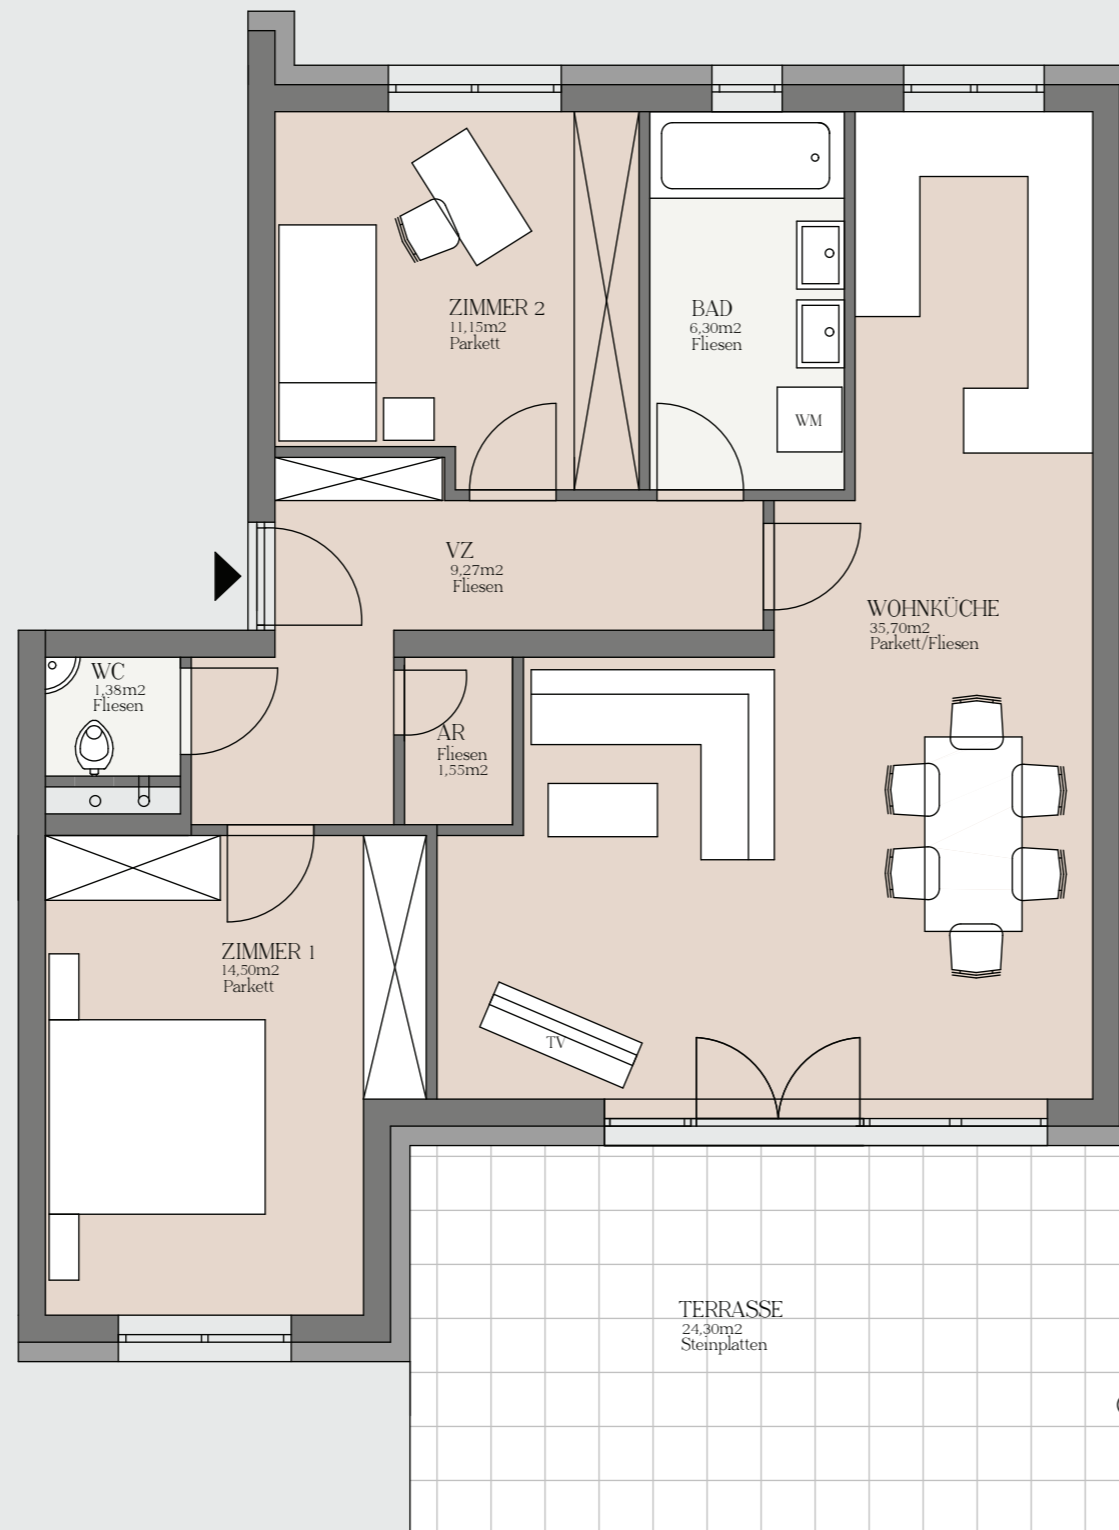 ZIMMER 2
11,15m2
Parkett
BAD
6,30m2
Fliesen
WM
VZ
9,27m2
Fliesen
WOHNKÜCHE
35,70m2
Parkett/Fliesen
WC
1,38m2
Fliesen
AR
Fliesen
1,55m2
ZIMMER 1
14,50m2
Parkett
TV
TERRASSE
24,30m2
Steinplatten